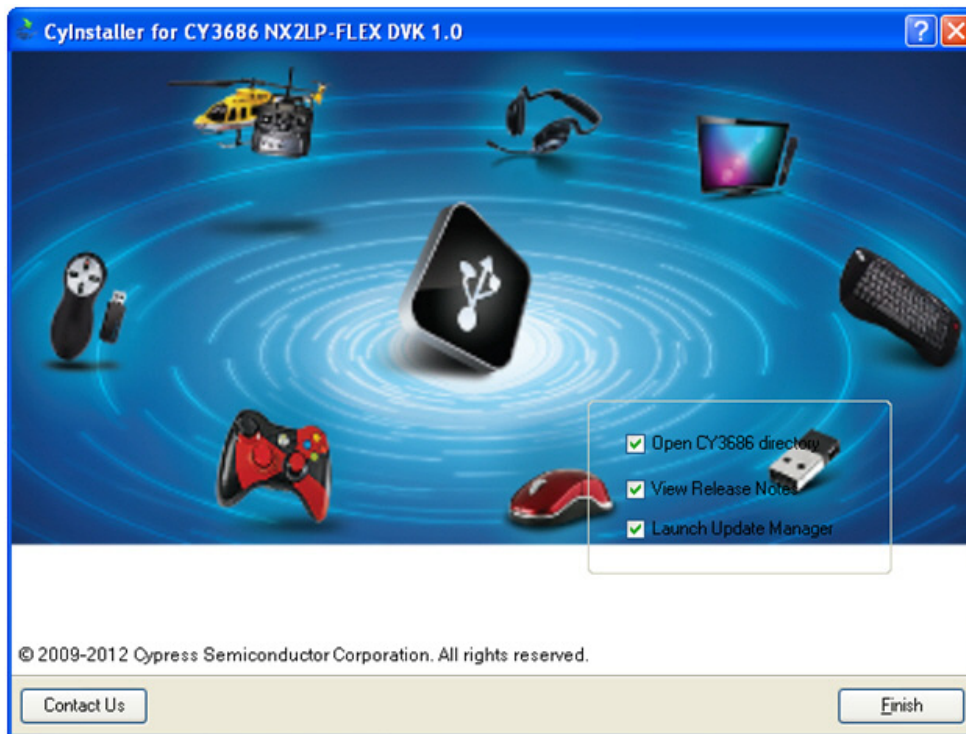 CyInstaller for CY3686 NX2LP-FLEX DVK 1.0
Open CY3686 directory
View Release Notes
Launch Update Manager
© 2009-2012 Cypress Semiconductor Corporation. All rights reserved.
Contact Us
Finish